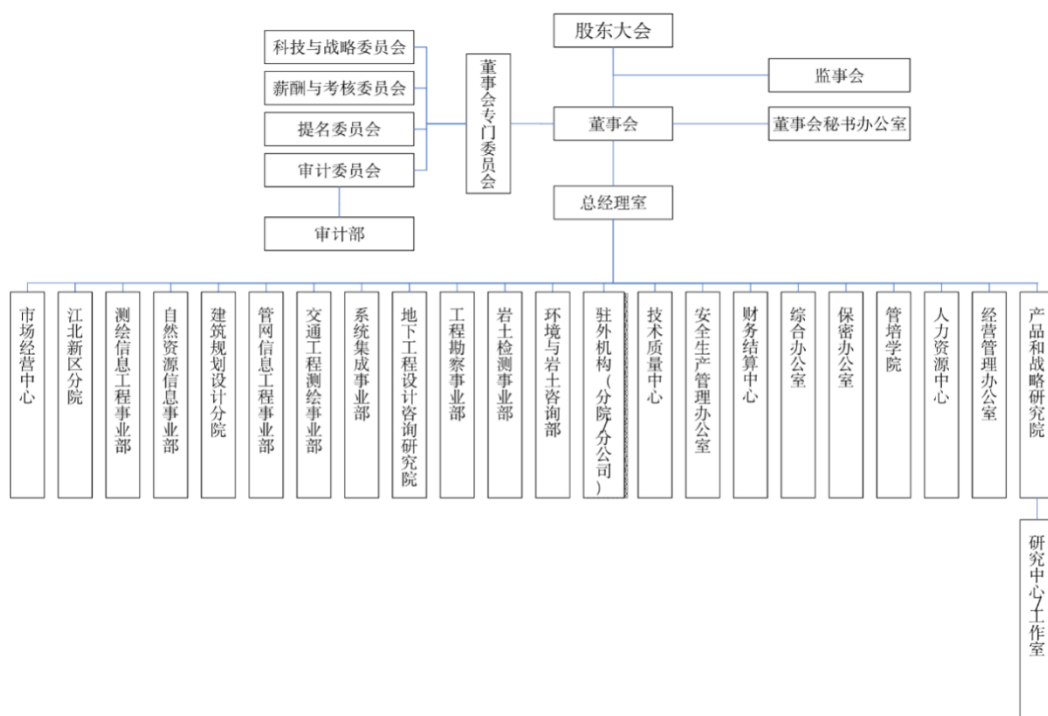 股东大会
科技与战略委员会
监事会
薪酬与考核委员会
董事会专门委员会
董事会
董事会秘书办公室
提名委员会
审计委员会
总经理室
审计部
市场经营中心
江北新区分院
测绘信息工程事业部
自然资源信息事业部
建筑规划设计分院
管网信息工程事业部
交通工程测绘事业部
系统集成事业部
地下工程设计咨询研究院
工程勘察事业部
岩土检测事业部
环境与岩土咨询部
驻外机构(分院/分公司)
技术质量中心
安全生产管理办公室
财务结算中心
综合办公室
保密办公室
管培学院
人力资源中心
经营管理办公室
产品和战略研究院
研究中心/工作室